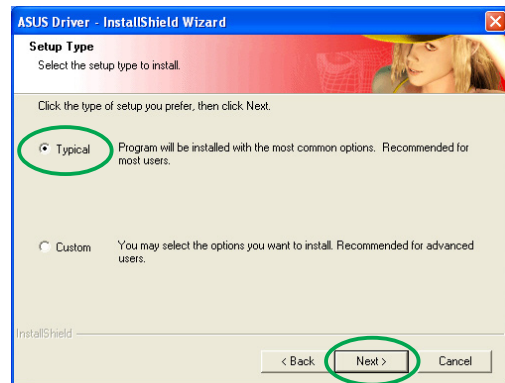 ASUS Driver - InstallShield Wizard
Setup Type
Select the setup type to install.
Click the type of setup you prefer, then click Next.
Typical
Program will be installed with the most common options. Recommended for
most users.
Custom
You may select the options you want to install. Recommended for advanced
users.
InstallShield
< Back
Next >
Cancel